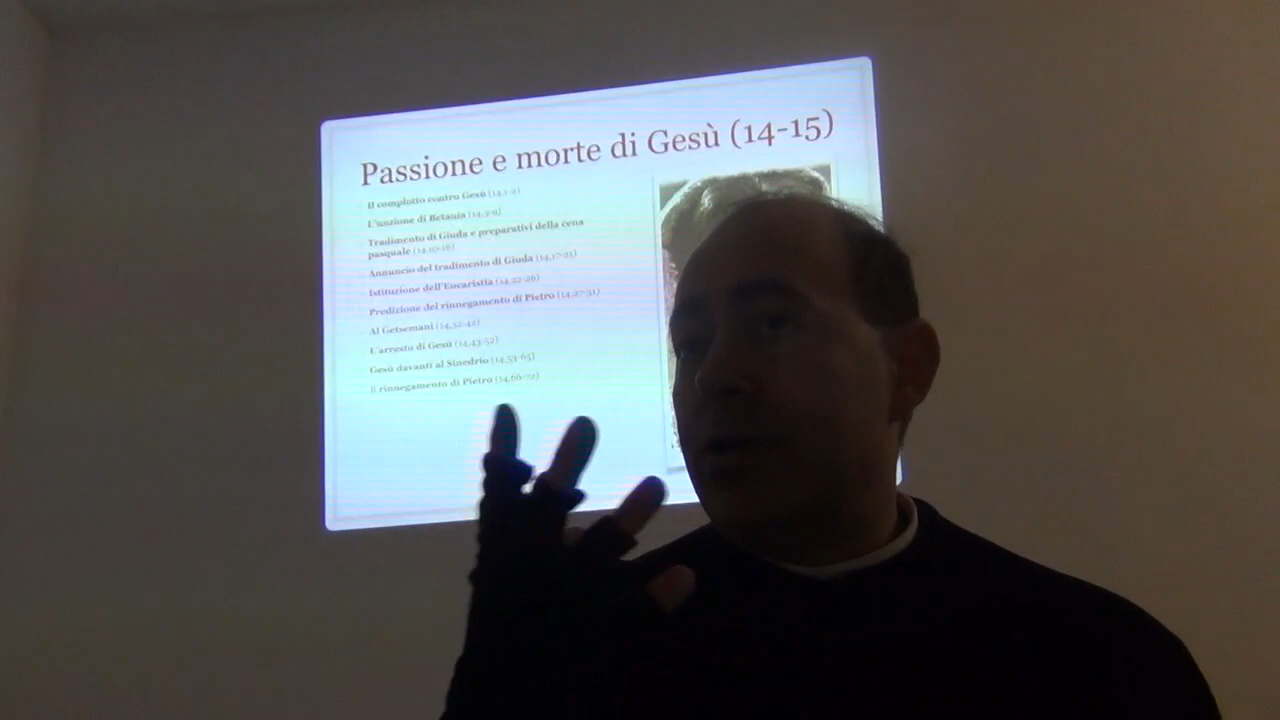 Passione e morte di Gesù (14-15)
Il complotto contro Gesù (14,1-2)
L'unzione di Betania (14,3-9)
Tradimento di Giuda e preparativi della cena
pasquale (14,10-16)
Annuncio del tradimento di Giuda (14,17-21)
Istituzione dell'Eucaristia (14,22-26)
Predizione del rinnegamento di Pietro (14,27-31)
Al Getsemani (14,32-42)
L'arresto di Gesù (14,43-52)
Gesù davanti al Sinedrio (14,53-65)
Il rinnegamento di Pietro (14,66-72)